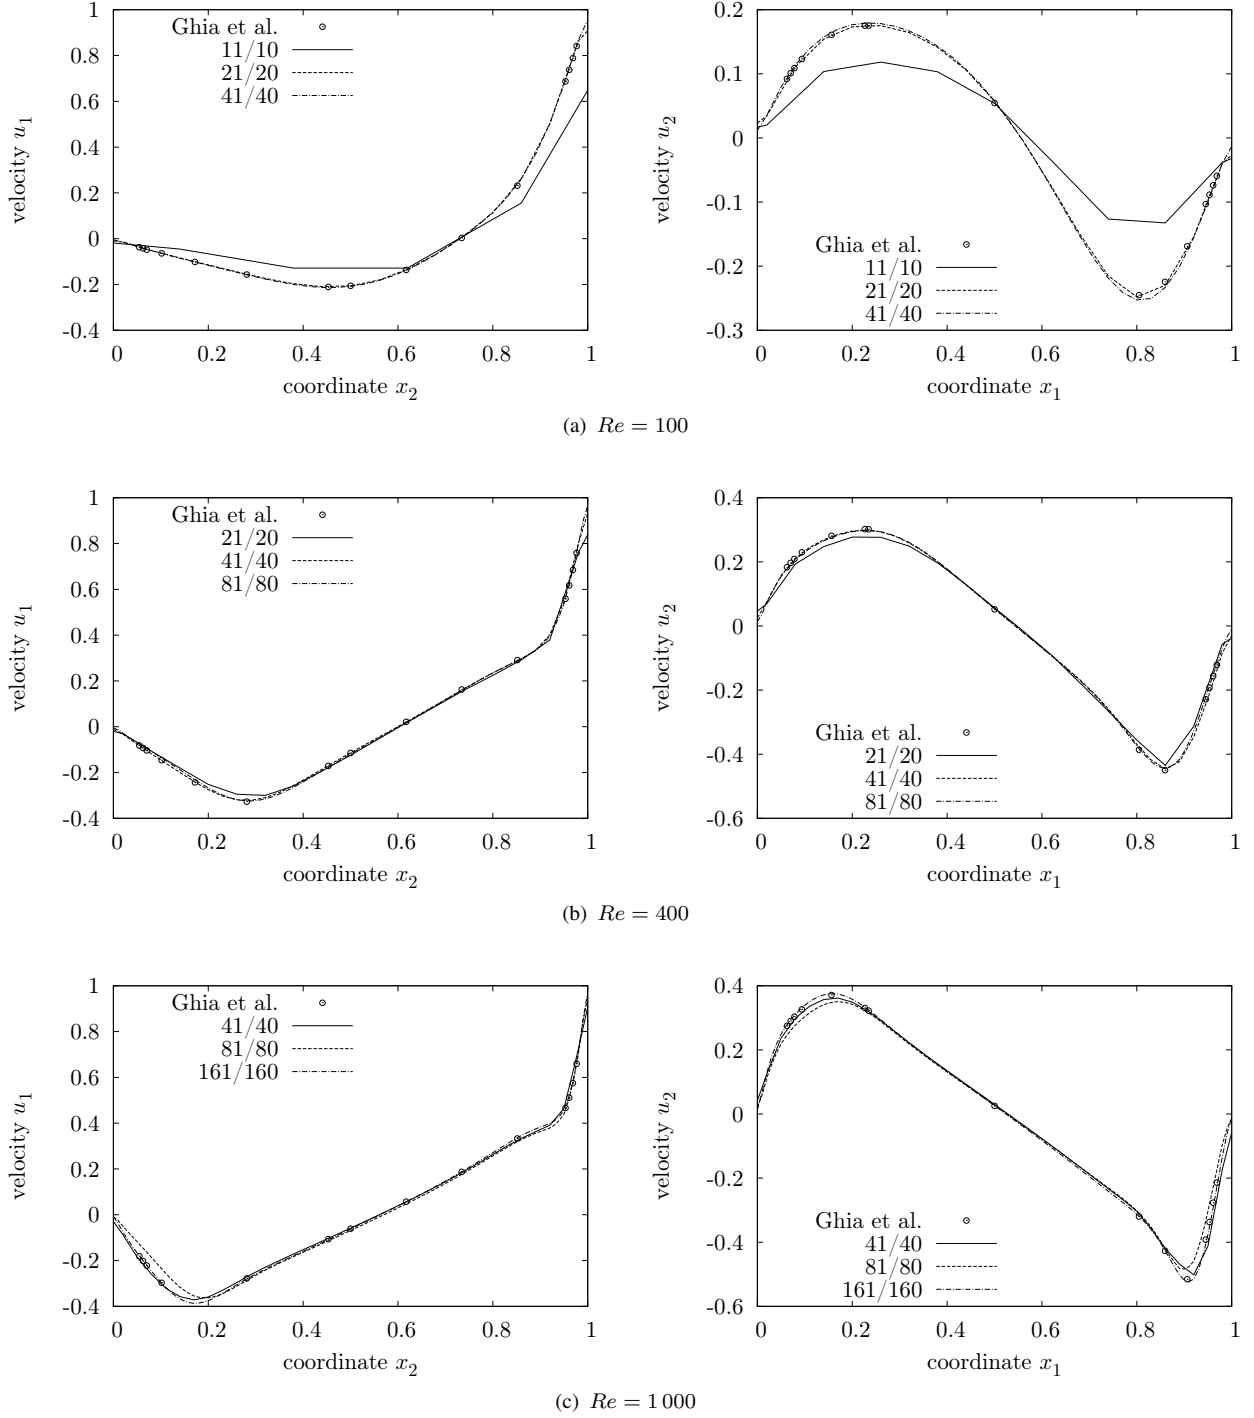 1
0.8
0.6
0.4
0.2
0
-0.2
-0.4
velocity u₁
Ghia et al.
11/10
21/20
41/40
0 0.2 0.4 0.6 0.8 1
coordinate x₂
0.2
0.1
0
-0.1
-0.2
-0.3
velocity u₂
Ghia et al.
11/10
21/20
41/40
0 0.2 0.4 0.6 0.8 1
coordinate x₁
(a) Re = 100
1
0.8
0.6
0.4
0.2
0
-0.2
-0.4
velocity u₁
Ghia et al.
21/20
41/40
81/80
0 0.2 0.4 0.6 0.8 1
coordinate x₂
0.4
0.2
0
-0.2
-0.4
-0.6
velocity u₂
Ghia et al.
21/20
41/40
81/80
0 0.2 0.4 0.6 0.8 1
coordinate x₁
(b) Re = 400
1
0.8
0.6
0.4
0.2
0
-0.2
-0.4
velocity u₁
Ghia et al.
41/40
81/80
161/160
0 0.2 0.4 0.6 0.8 1
coordinate x₂
0.4
0.2
0
-0.2
-0.4
-0.6
velocity u₂
Ghia et al.
41/40
81/80
161/160
0 0.2 0.4 0.6 0.8 1
coordinate x₁
(c) Re = 1 000